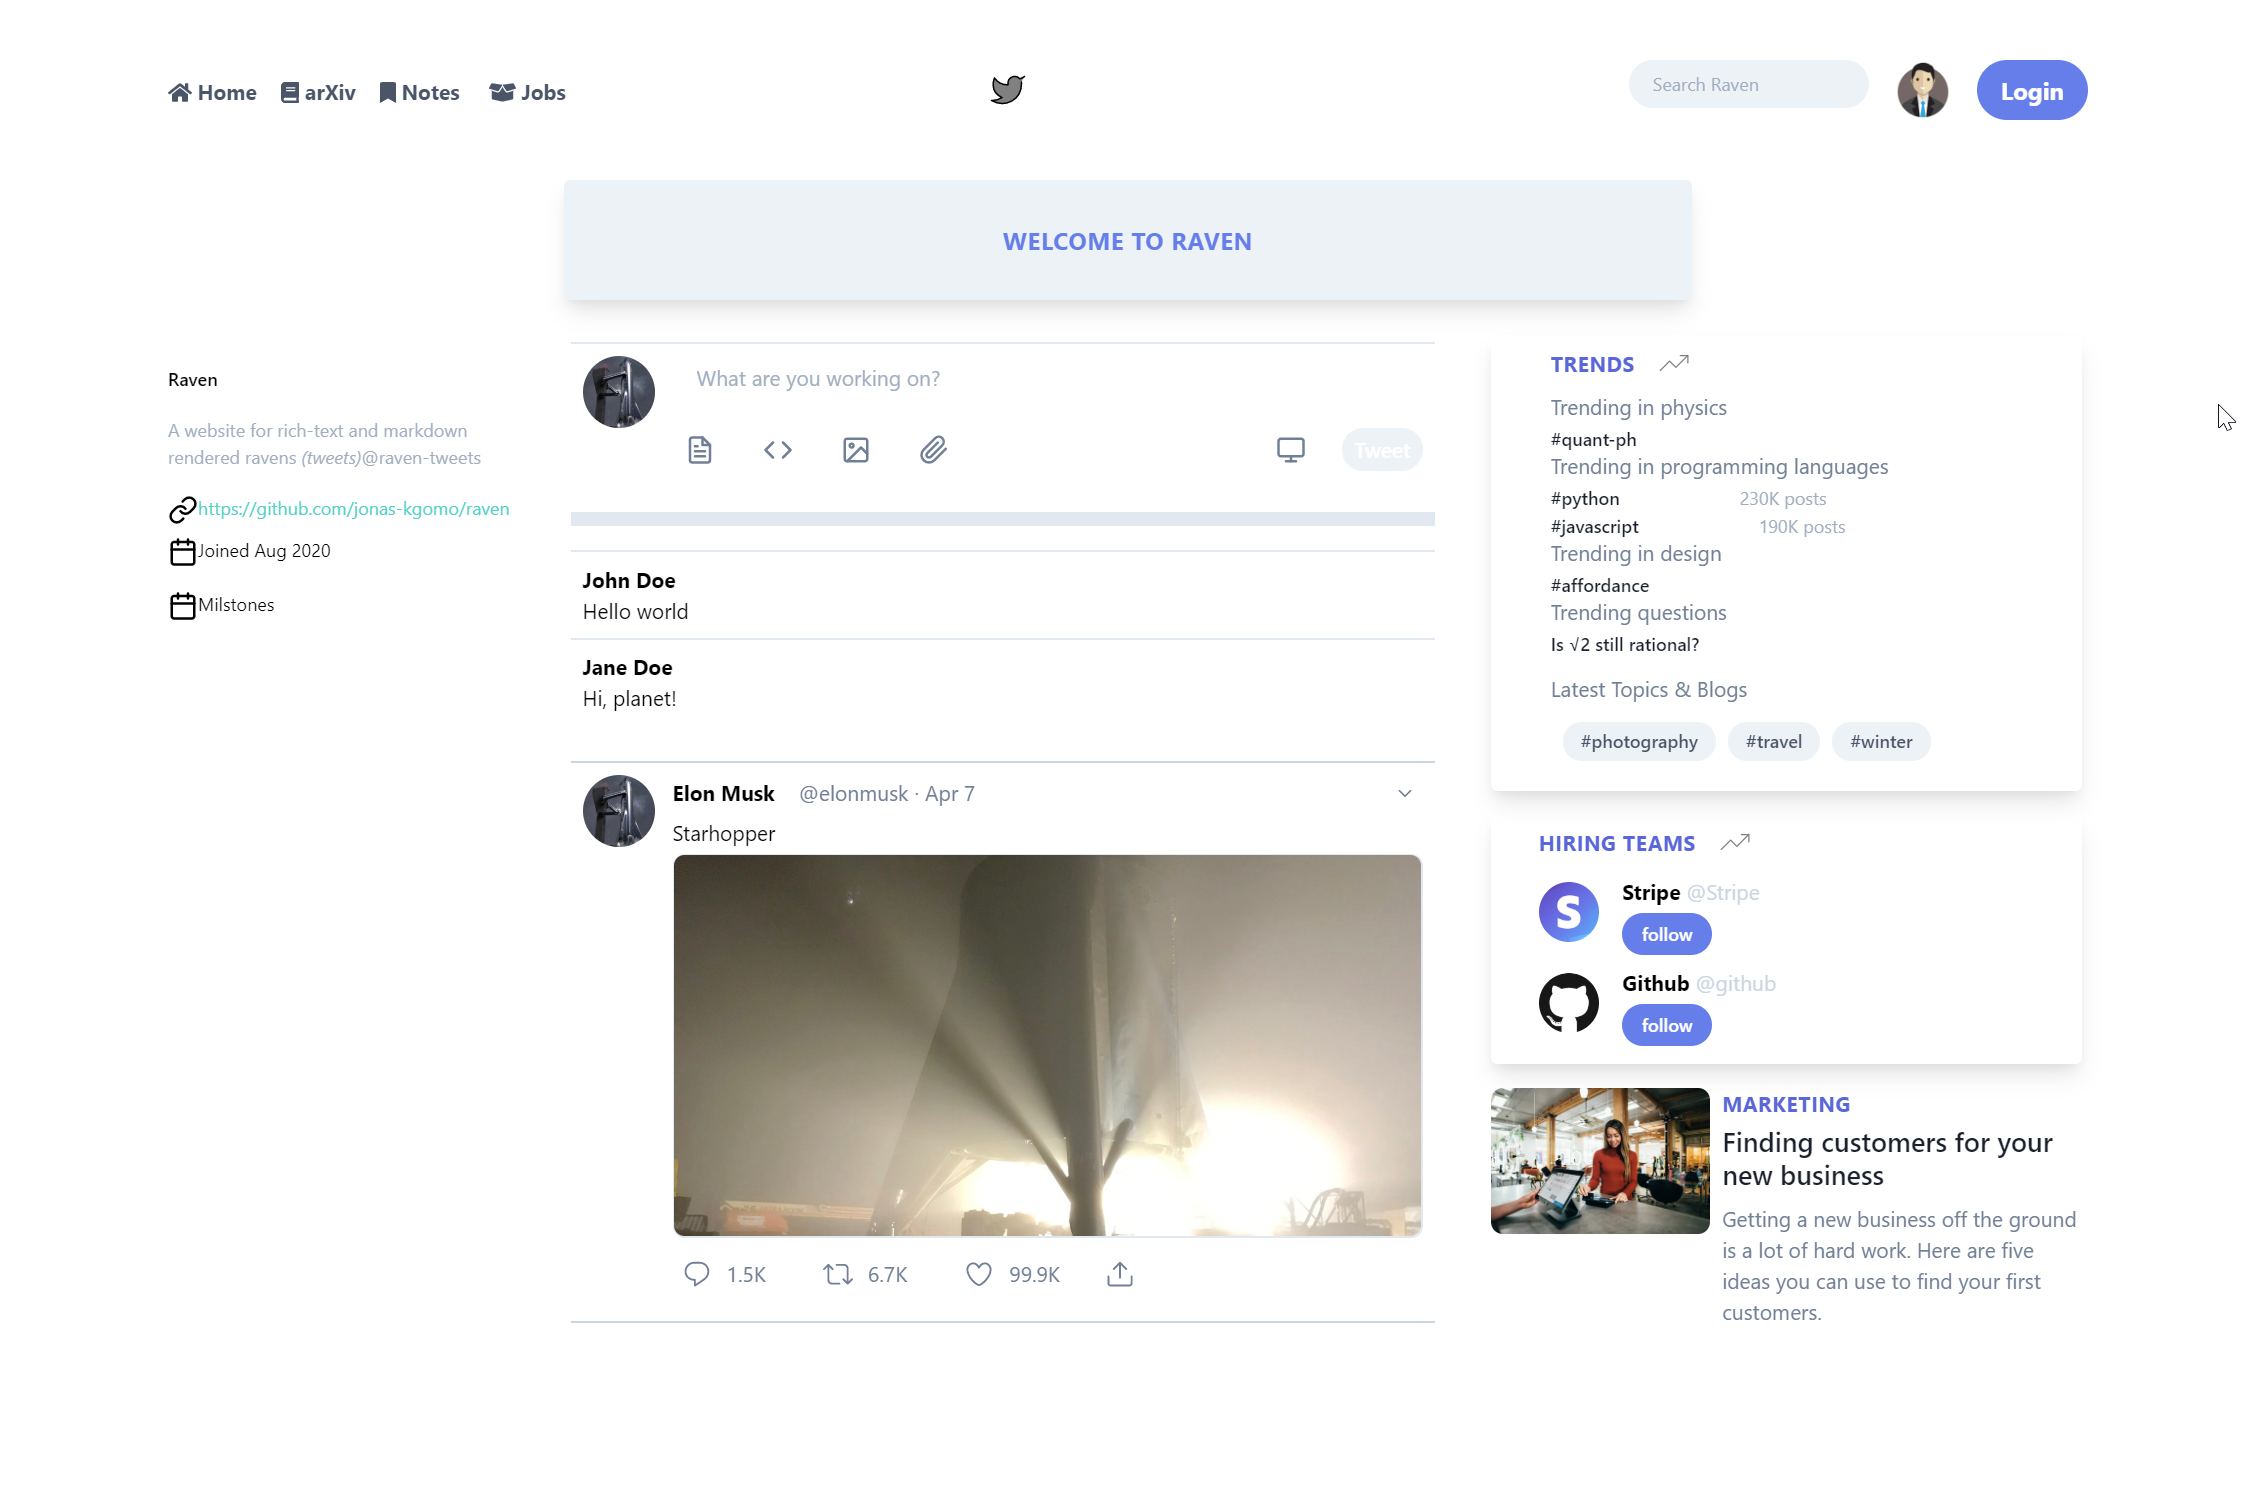 Home arXiv Notes Jobs
Search Raven
Login
WELCOME TO RAVEN
Raven
A website for rich-text and markdown
rendered ravens (tweets)@raven-tweets
https://github.com/jonas-kgomo/raven
Joined Aug 2020
Milstones
What are you working on?
Tweet
John Doe
Hello world
Jane Doe
Hi, planet!
Elon Musk @elonmusk · Apr 7
Starhopper
1.5K 6.7K 99.9K
TRENDS
Trending in physics
#quant-ph
Trending in programming languages
#python 230K posts
#javascript 190K posts
Trending in design
#affordance
Trending questions
Is √2 still rational?
Latest Topics & Blogs
#photography #travel #winter
HIRING TEAMS
S
Stripe @Stripe
follow
Github @github
follow
MARKETING
Finding customers for your
new business
Getting a new business off the ground
is a lot of hard work. Here are five
ideas you can use to find your first
customers.